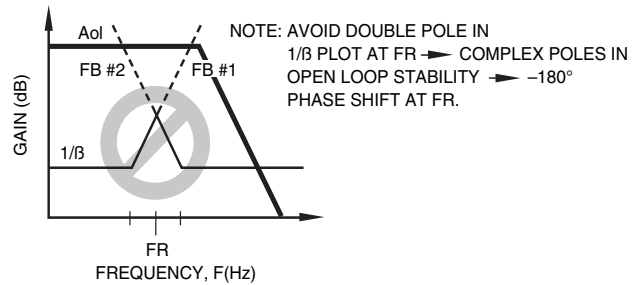 Aol
FB #2
FB #1
1/ß
GAIN (dB)
FR
FREQUENCY, F(Hz)
NOTE: AVOID DOUBLE POLE IN
1/ß PLOT AT FR → COMPLEX POLES IN
OPEN LOOP STABILITY → –180°
PHASE SHIFT AT FR.